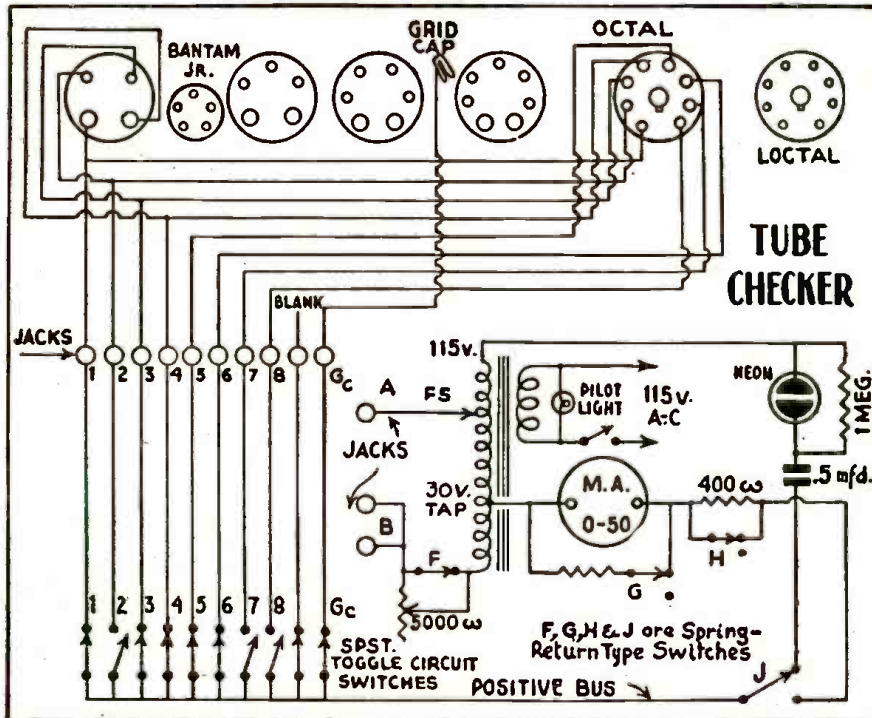 GRID
CAP
OCTAL
BANTAM
JR.
LOCTAL
TUBE
CHECKER
BLANK
JACKS
1 2 3 4 5 6 7 8 Gc
A
FS
JACKS
B
115v.
PILOT
LIGHT
115v.
A-C
NEON
1 MEG.
30V.
TAP
M.A.
0-50
400 ω
.5 mfd.
F
G
H
5000 ω
1 2 3 4 5 6 7 8 Gc
SPST.
TOGGLE CIRCUIT
SWITCHES
F, G, H & J are Spring-
Return Type Switches
POSITIVE BUS
J